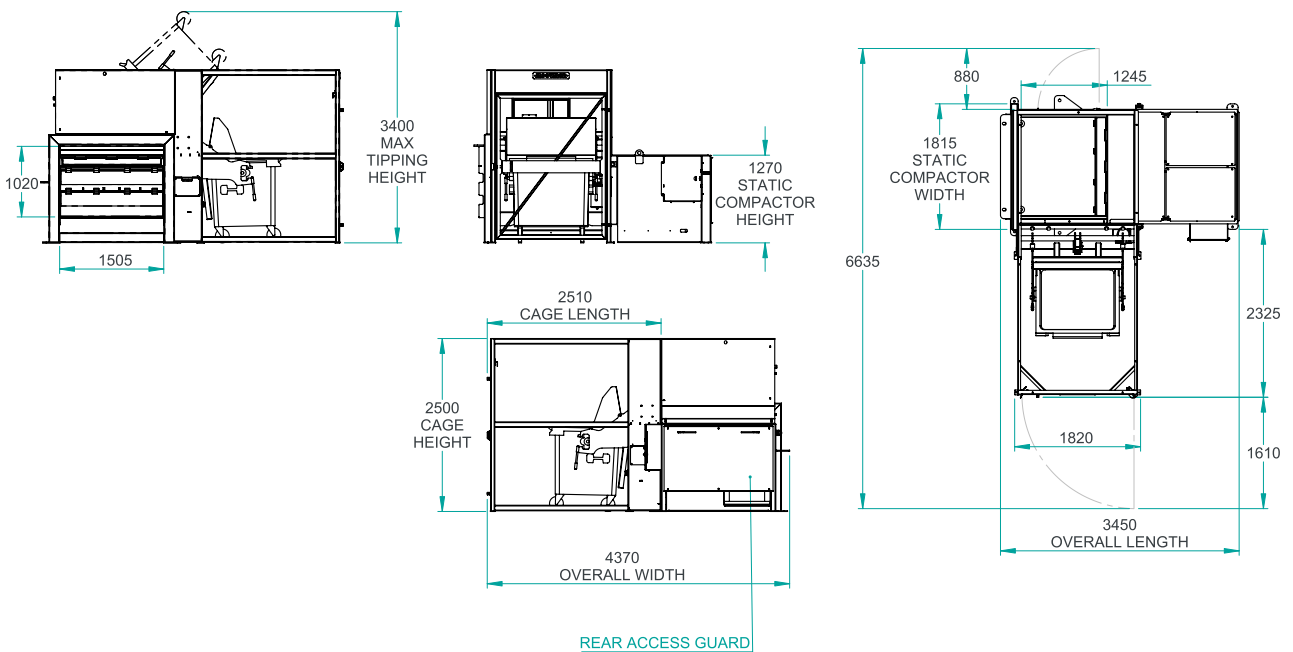 3400
MAX
TIPPING
HEIGHT
1020
1505
1270
STATIC
COMPACTOR
HEIGHT
2510
CAGE LENGTH
2500
CAGE
HEIGHT
4370
OVERALL WIDTH
REAR ACCESS GUARD
880
1245
1815
STATIC
COMPACTOR
WIDTH
6635
2325
1820
1610
3450
OVERALL LENGTH